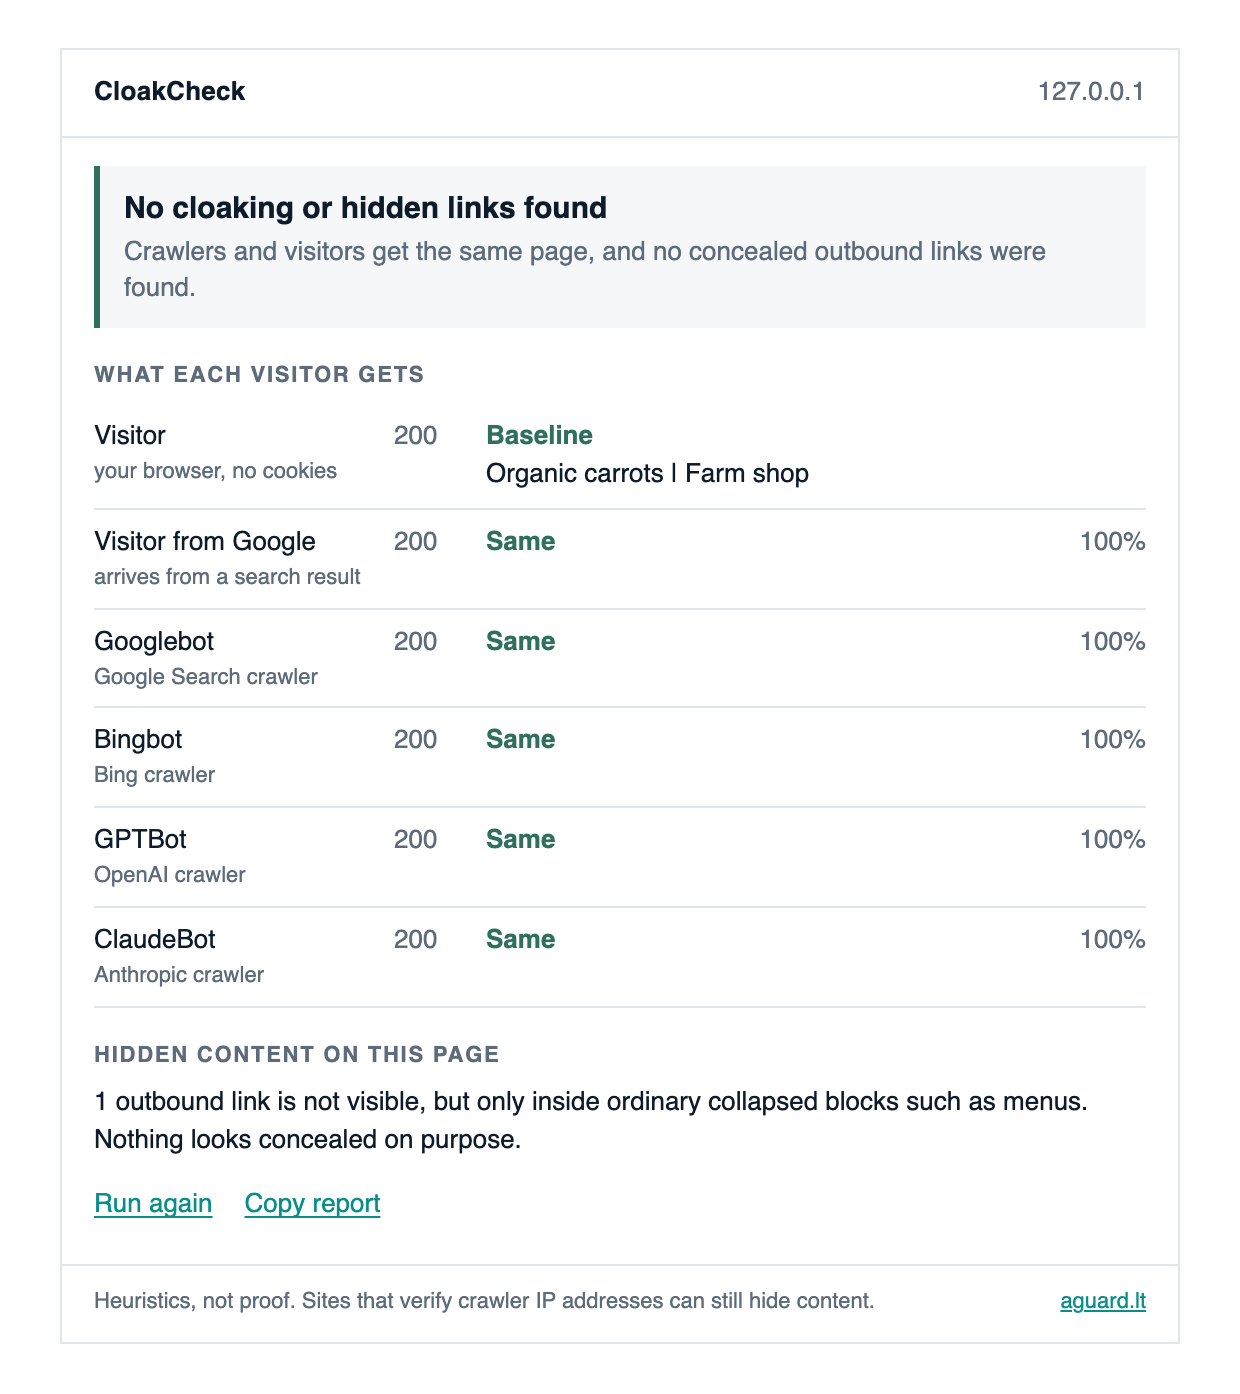 CloakCheck
127.0.0.1
No cloaking or hidden links found
Crawlers and visitors get the same page, and no concealed outbound links were
found.
WHAT EACH VISITOR GETS
Visitor 200 Baseline
your browser, no cookies Organic carrots | Farm shop
Visitor from Google 200 Same 100%
arrives from a search result
Googlebot 200 Same 100%
Google Search crawler
Bingbot 200 Same 100%
Bing crawler
GPTBot 200 Same 100%
OpenAI crawler
ClaudeBot 200 Same 100%
Anthropic crawler
HIDDEN CONTENT ON THIS PAGE
1 outbound link is not visible, but only inside ordinary collapsed blocks such as menus.
Nothing looks concealed on purpose.
Run again Copy report
Heuristics, not proof. Sites that verify crawler IP addresses can still hide content. aguard.lt